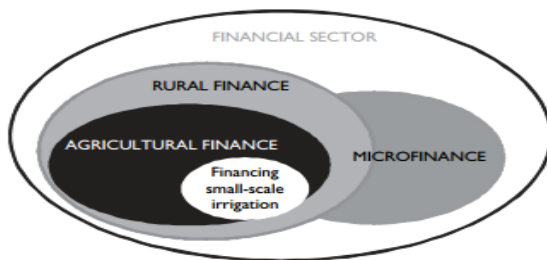 FINANCIAL SECTOR
RURAL FINANCE
AGRICULTURAL FINANCE
MICROFINANCE
Financing
small-scale
irrigation